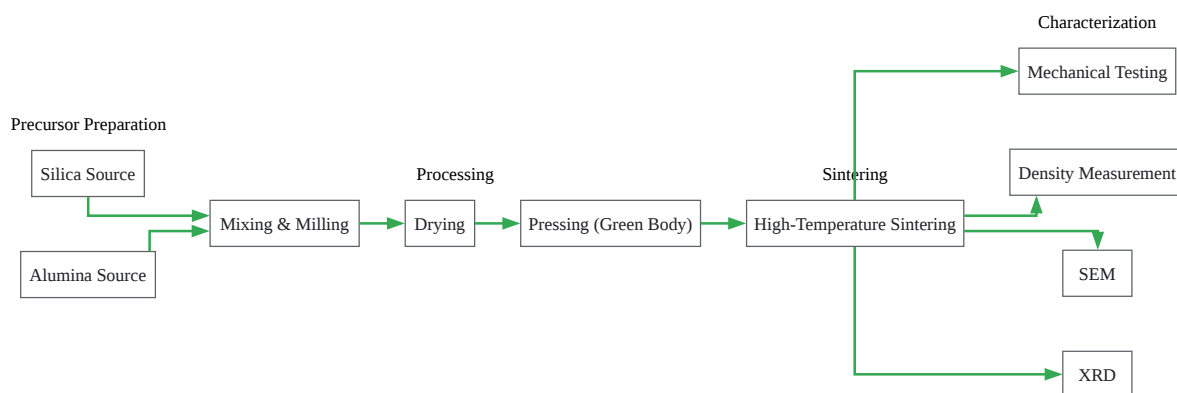 Precursor Preparation
Silica Source
Alumina Source
Processing
Mixing & Milling
Drying
Pressing (Green Body)
Sintering
High-Temperature Sintering
Characterization
Mechanical Testing
Density Measurement
SEM
XRD